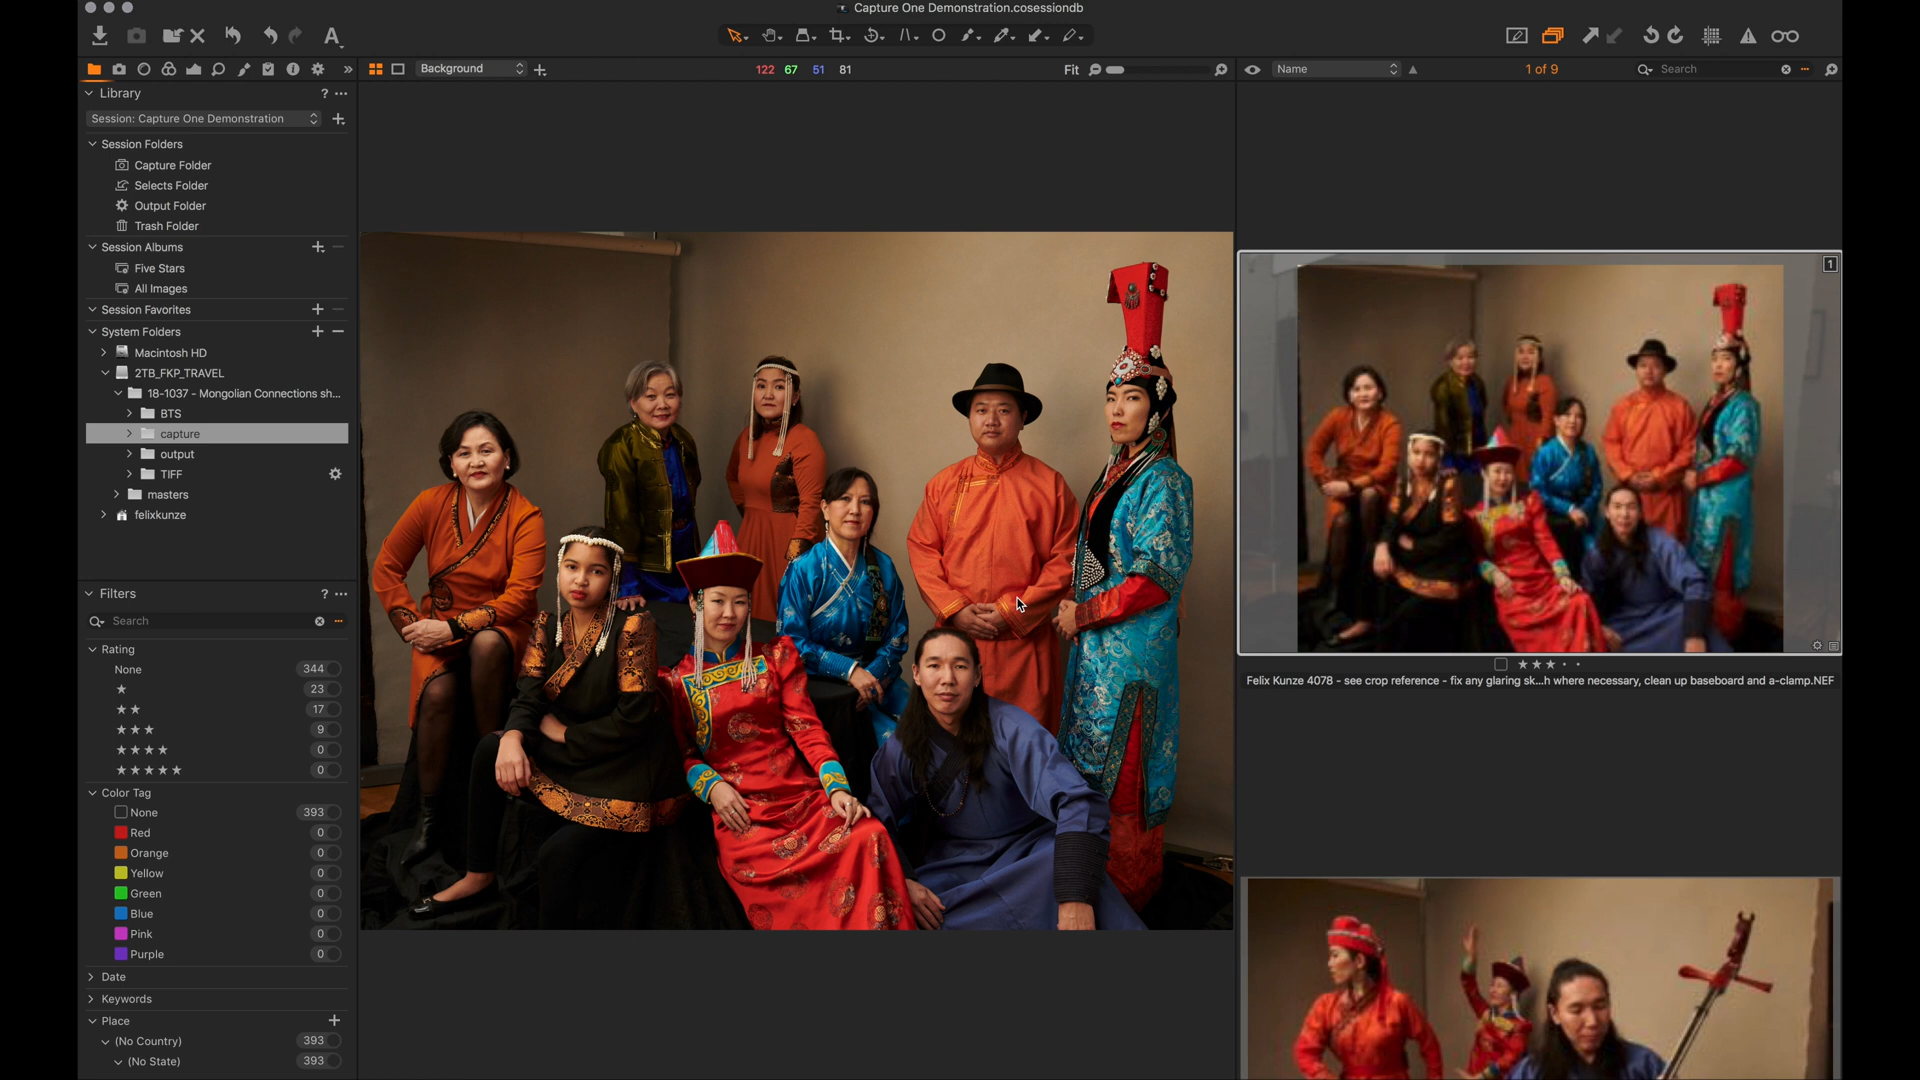 Capture One Demonstration.cosessiondb
A
Background
122 67 51 81
Fit
Name
1 of 9
Search
Library
? ...
Session: Capture One Demonstration
Session Folders
Capture Folder
Selects Folder
Output Folder
Trash Folder
Session Albums
Five Stars
All Images
Session Favorites
System Folders
Macintosh HD
2TB_FKP_TRAVEL
18-1037 - Mongolian Connections sh...
BTS
capture
output
TIFF
masters
felixkunze
Filters
? ...
Search
Rating
None 344
★ 23
★★ 17
★★★ 9
★★★★ 0
★★★★★ 0
Color Tag
None 393
Red 0
Orange 0
Yellow 0
Green 0
Blue 0
Pink 0
Purple 0
Date
Keywords
Place
(No Country) 393
(No State) 393
1
Felix Kunze 4078 - see crop reference - fix any glaring sk...h where necessary, clean up baseboard and a-clamp.NEF